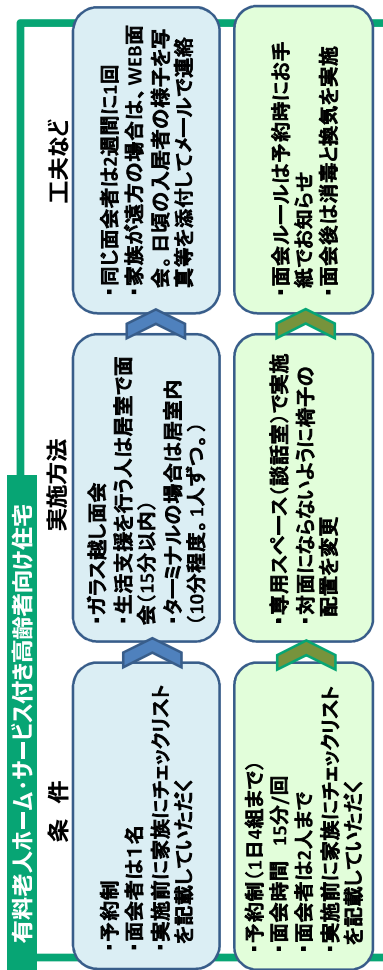 有料老人ホーム・サービス付き高齢者向け住宅
条 件
実施方法
工夫など
・予約制
・面会者は１名
・実施前に家族にチェックリスト
を記載していただく
・ガラス越し面会
・生活支援を行う人は居室で面
会（15分以内）
・ターミナルの場合は居室内
（10分程度。1人ずつ。）
・同じ面会者は2週間に1回
・家族が遠方の場合は、WEB面
会。日頃の入居者の様子を写
真等を添付してメールで連絡
・予約制（1日4組まで）
・面会時間　15分/回
・面会者は2人まで
・実施前に家族にチェックリスト
を記載していただく
・専用スペース（談話室）で実施
・対面にならないように椅子の
配置を変更
・面会ルールは予約時にお手
紙でお知らせ
・面会後は消毒と換気を実施